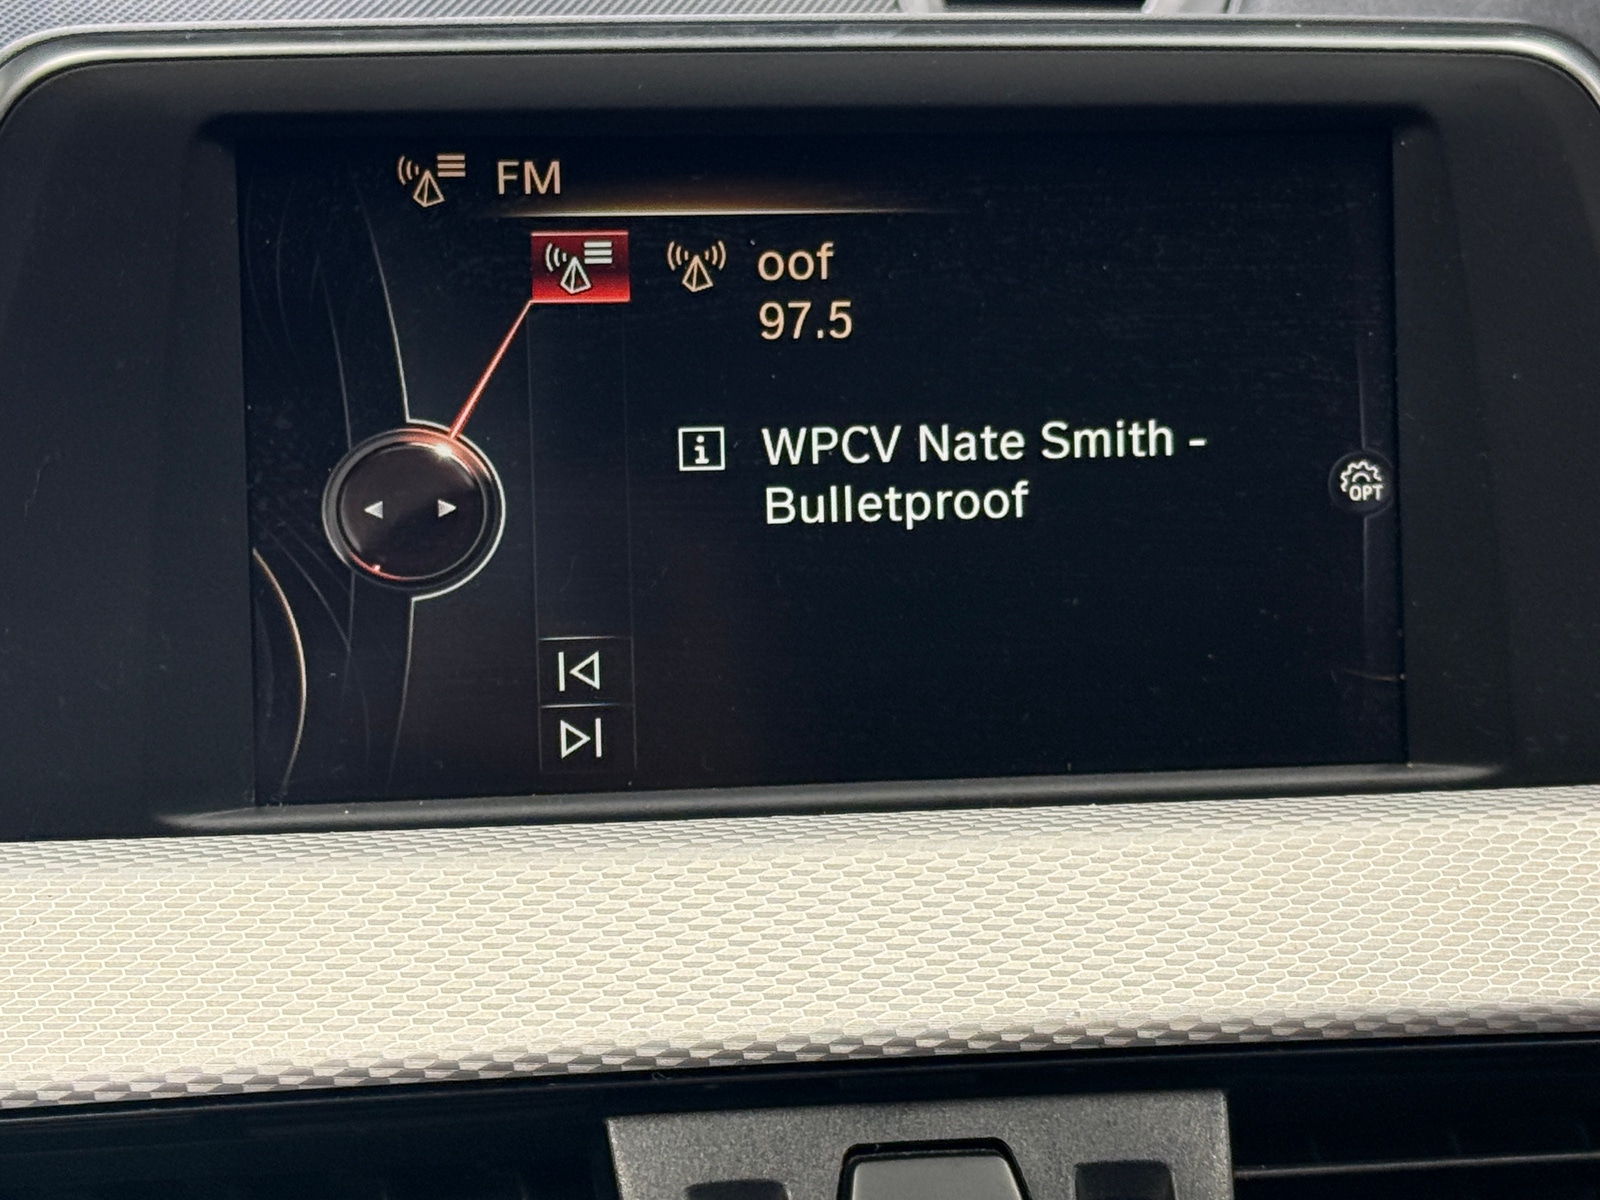 FM
oof
97.5
i WPCV Nate Smith -
Bulletproof
OPT